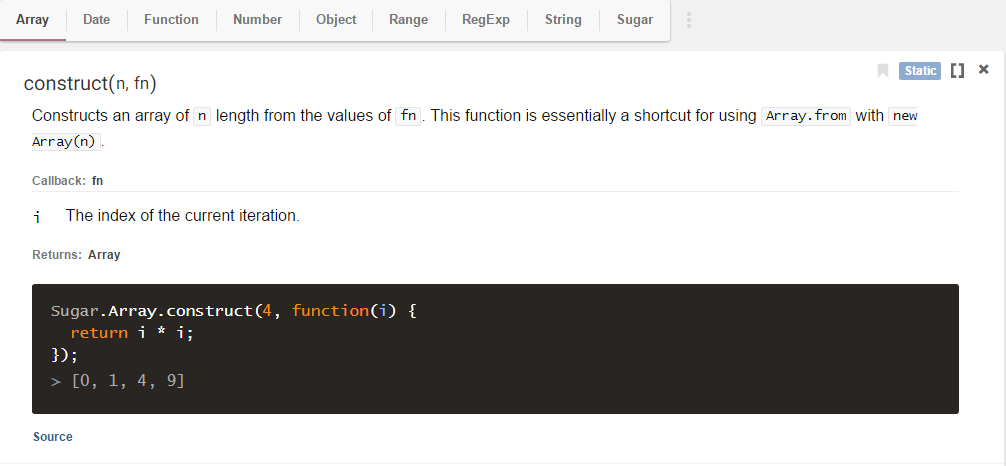 Array Date Function Number Object Range RegExp String Sugar
construct(n, fn)
Static
Constructs an array of n length from the values of fn. This function is essentially a shortcut for using Array.from with new
Array(n).
Callback: fn
i The index of the current iteration.
Returns: Array
Sugar.Array.construct(4, function(i) {
  return i * i;
});
> [0, 1, 4, 9]
Source